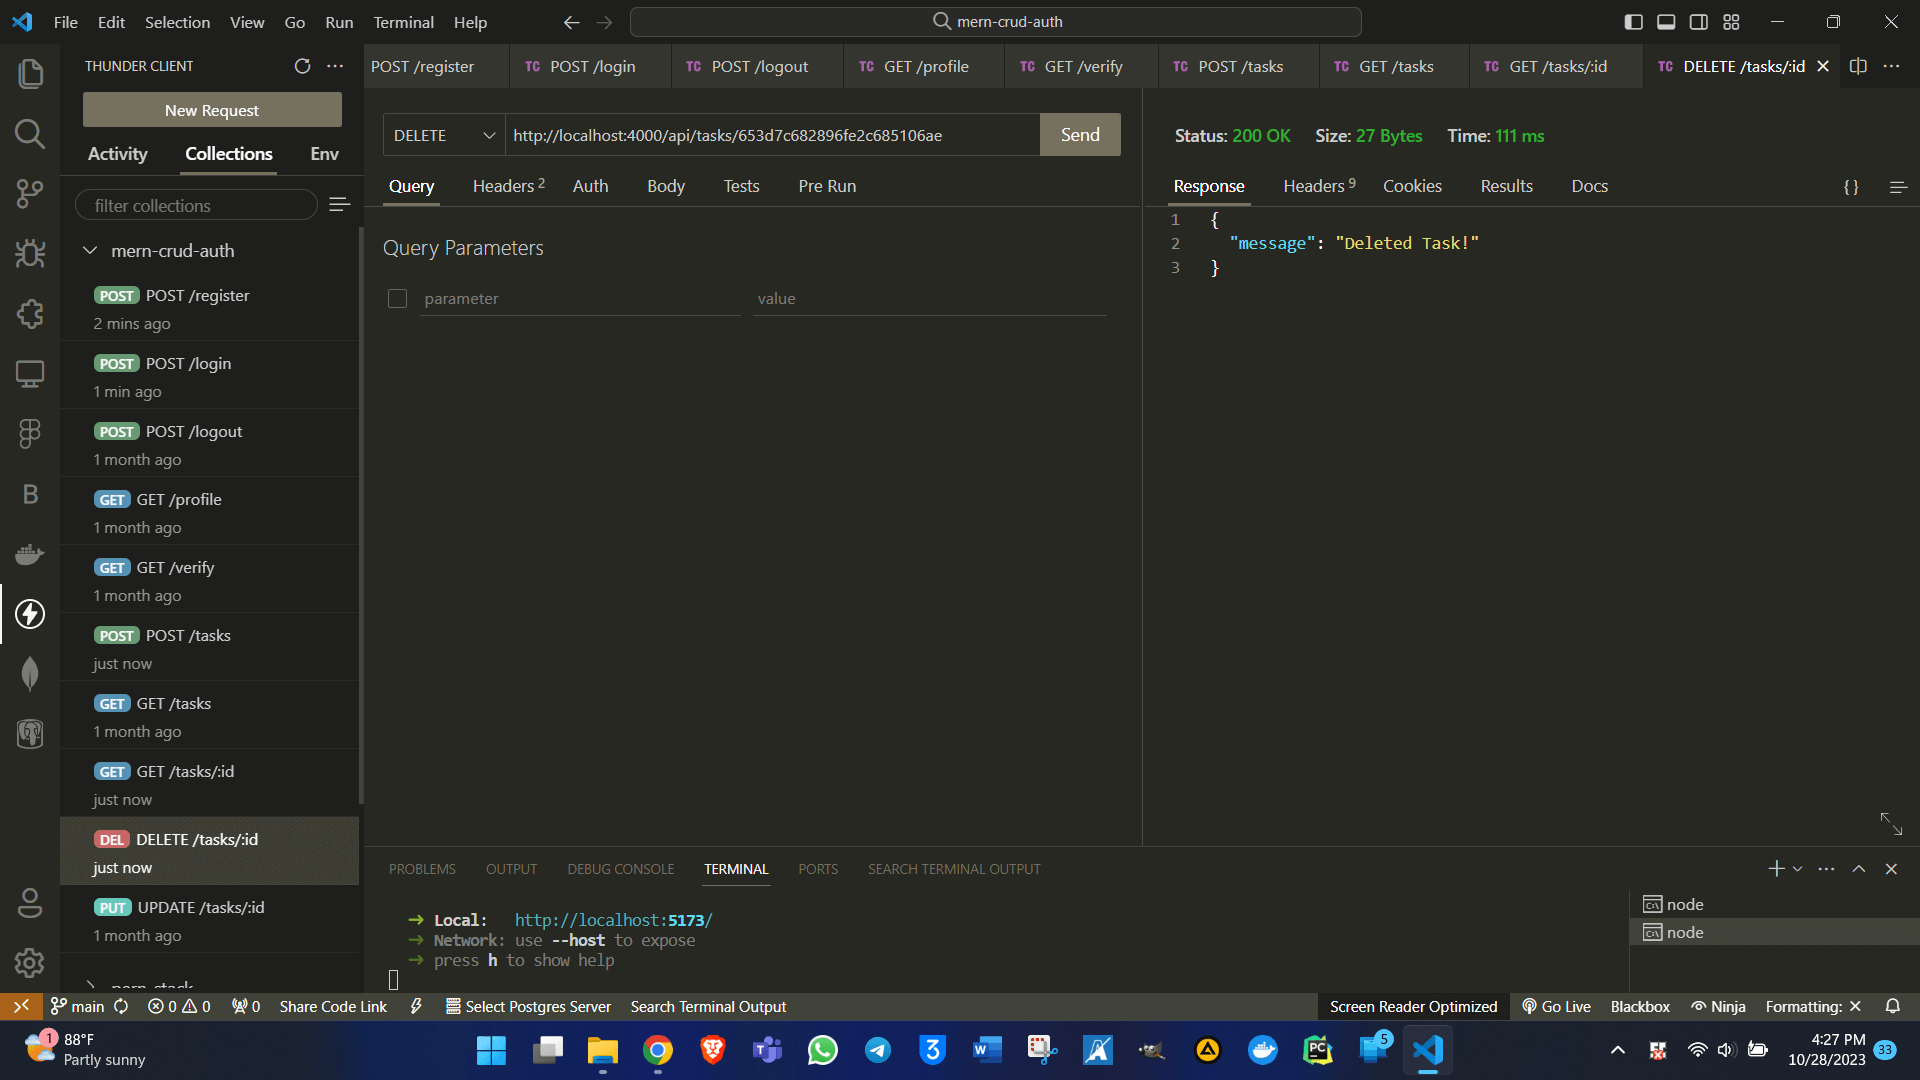 File Edit Selection View Go Run Terminal Help
mern-crud-auth
THUNDER CLIENT
New Request
Activity Collections Env
filter collections
mern-crud-auth
POST POST /register
2 mins ago
POST POST /login
1 min ago
POST POST /logout
1 month ago
GET GET /profile
1 month ago
GET GET /verify
1 month ago
POST POST /tasks
just now
GET GET /tasks
1 month ago
GET GET /tasks/:id
just now
DEL DELETE /tasks/:id
just now
PUT UPDATE /tasks/:id
1 month ago
pern-stack
POST /register TC POST /login TC POST /logout TC GET /profile TC GET /verify TC POST /tasks TC GET /tasks TC GET /tasks/:id TC DELETE /tasks/:id
DELETE http://localhost:4000/api/tasks/653d7c682896fe2c685106ae Send
Query Headers 2 Auth Body Tests Pre Run
Query Parameters
parameter value
Status: 200 OK Size: 27 Bytes Time: 111 ms
Response Headers 9 Cookies Results Docs {}
1 {
2 "message": "Deleted Task!"
3 }
PROBLEMS OUTPUT DEBUG CONSOLE TERMINAL PORTS SEARCH TERMINAL OUTPUT
➜ Local: http://localhost:5173/
➜ Network: use --host to expose
➜ press h to show help
node
node
main 0 0 0 Share Code Link Select Postgres Server Search Terminal Output Screen Reader Optimized Go Live Blackbox Ninja Formatting: ✕
1 88°F
Partly sunny
5
4:27 PM
10/28/2023 33